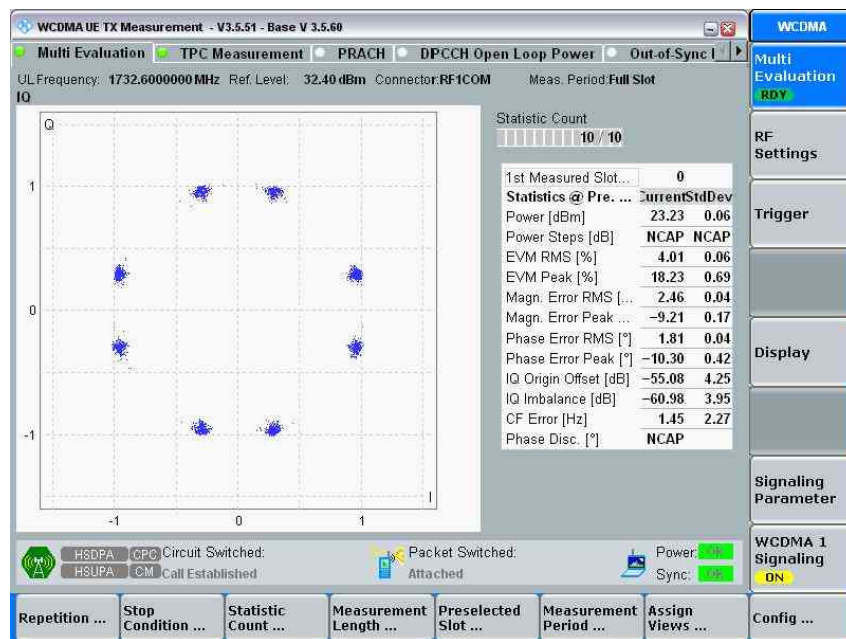 WCDMA UE TX Measurement - V3.5.51 - Base V 3.5.60
WCDMA
Multi Evaluation TPC Measurement PRACH DPCCH Open Loop Power Out-of-Sync
UL Frequency: 1732.6000000 MHz Ref. Level: 32.40 dBm Connector:RF1COM Meas. Period:Full Slot
IQ
Q
1
0
-1
-1 0 1
I
Statistic Count
10 / 10
1st Measured Slot... 0
Statistics @ Pre. ... Current StdDev
Power [dBm] 23.23 0.06
Power Steps [dB] NCAP NCAP
EVM RMS [%] 4.01 0.06
EVM Peak [%] 18.23 0.69
Magn. Error RMS [... 2.46 0.04
Magn. Error Peak ... −9.21 0.17
Phase Error RMS [°] 1.81 0.04
Phase Error Peak [°] −10.30 0.42
IQ Origin Offset [dB] −55.08 4.25
IQ Imbalance [dB] −60.98 3.95
CF Error [Hz] 1.45 2.27
Phase Disc. [°] NCAP
Multi
Evaluation
RDY
RF
Settings
Trigger
Display
Signaling
Parameter
WCDMA 1
Signaling
ON
HSDPA CPC Circuit Switched:
HSUPA CM Call Established
Packet Switched:
Attached
Power: OK
Sync: OK
Repetition ...
Stop
Condition ...
Statistic
Count ...
Measurement
Length ...
Preselected
Slot ...
Measurement
Period ...
Assign
Views ...
Config ...